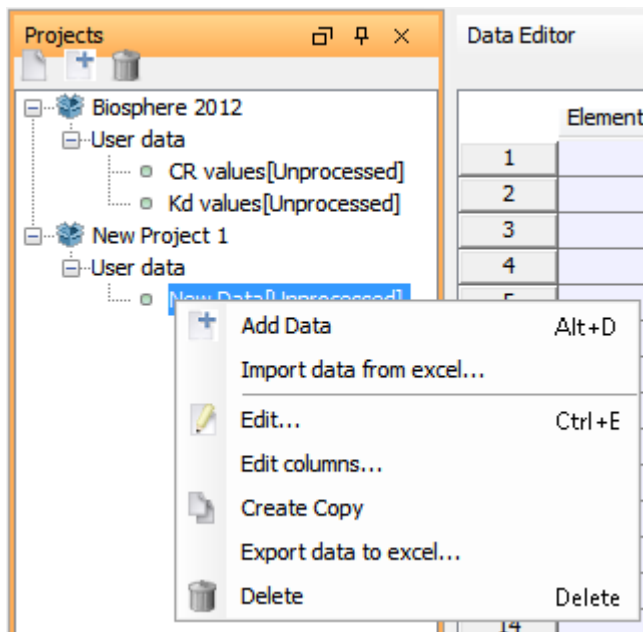 Projects
Data Editor
Biosphere 2012
User data
CR values[Unprocessed]
Kd values[Unprocessed]
New Project 1
User data
New Data[Unprocessed]
Element
1
2
3
4
5
14
Add Data Alt+D
Import data from excel...
Edit... Ctrl+E
Edit columns...
Create Copy
Export data to excel...
Delete Delete